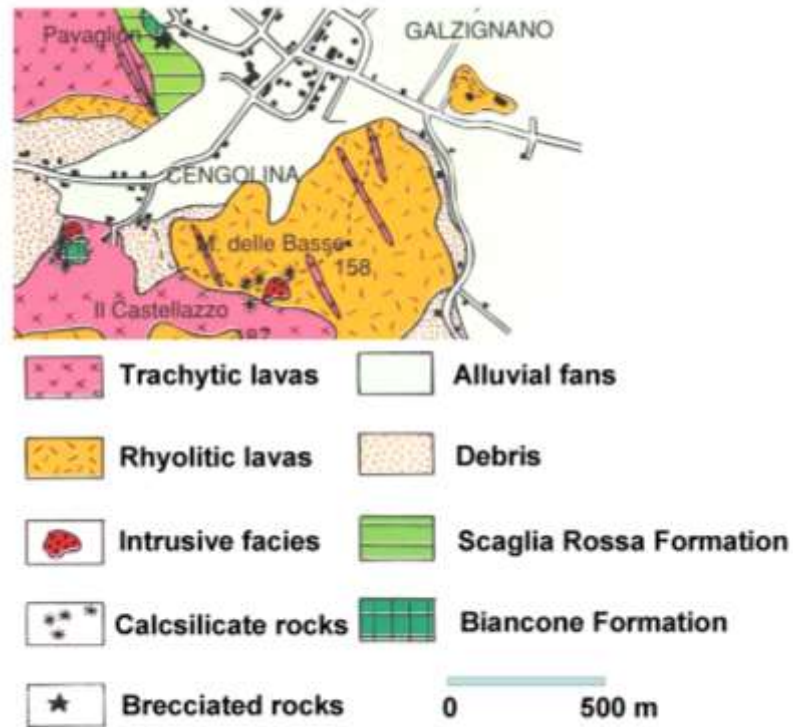 Pavaglion
GALZIGNANO
CENGOLINA
M. delle Basse
158
Il Castellazzo
187
Trachytic lavas
Alluvial fans
Rhyolitic lavas
Debris
Intrusive facies
Scaglia Rossa Formation
Calcsilicate rocks
Biancone Formation
Brecciated rocks
0 500 m